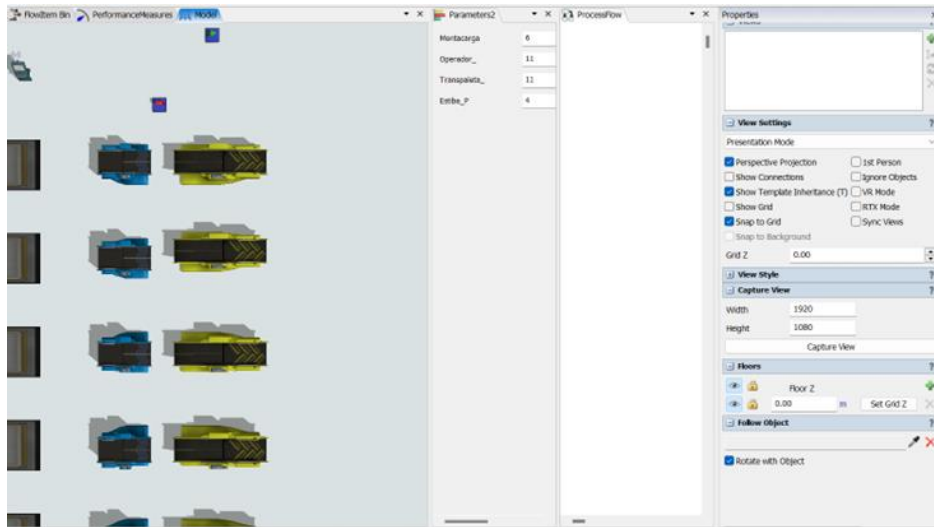 FlowItem Bin
PerformanceMeasures
Model
Parameters2
ProcessFlow
Properties
Montacarga 6
Operador_ 11
Transpaleta_ 11
Estiba_P 4
Views
View Settings ?
Presentation Mode
Perspective Projection
1st Person
Show Connections
Ignore Objects
Show Template Inheritance (T)
VR Mode
Show Grid
RTX Mode
Snap to Grid
Sync Views
Snap to Background
Grid Z 0.00
View Style ?
Capture View ?
Width 1920
Height 1080
Capture View
Floors ?
Floor Z
0.00 m Set Grid Z
Follow Object ?
Rotate with Object